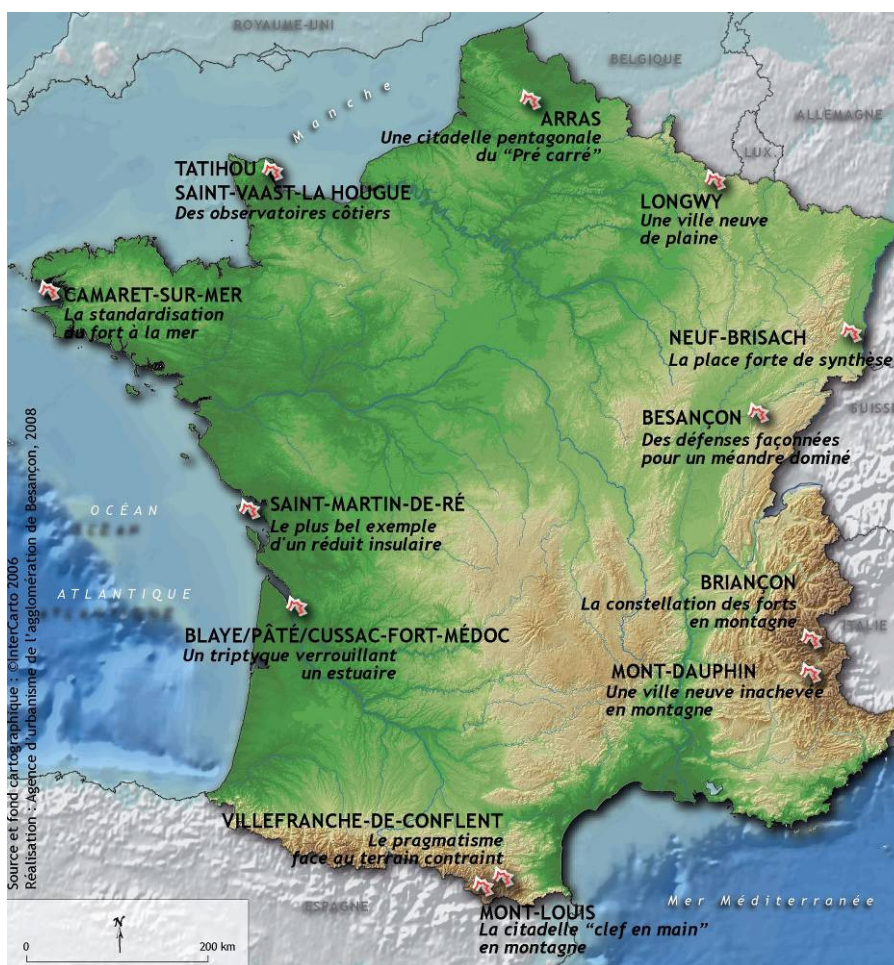 ROYAUME-UNI
BELGIQUE
ALLEMAGNE
LUX.
Manche
ARRAS
Une citadelle pentagonale
du "Pré carré"
TATIHOU
SAINT-VAAST-LA HOUGUE
Des observatoires côtiers
LONGWY
Une ville neuve
de plaine
CAMARET-SUR-MER
La standardisation
du fort à la mer
NEUF-BRISACH
La place forte de synthèse
SUISSE
BESANÇON
Des défenses façonnées
pour un méandre dominé
OCÉAN
ATLANTIQUE
SAINT-MARTIN-DE-RÉ
Le plus bel exemple
d'un réduit insulaire
BRIANÇON
La constellation des forts
en montagne
ITALIE
BLAYE/PÂTÉ/CUSSAC-FORT-MÉDOC
Un triptyque verrouillant
un estuaire
MONT-DAUPHIN
Une ville neuve inachevée
en montagne
VILLEFRANCHE-DE-CONFLENT
Le pragmatisme
face au terrain contraint
ESPAGNE
MONT-LOUIS
La citadelle "clef en main"
en montagne
Mer Méditerranée
N
0 200 km
Source et fond cartographique : ©InterCarto 2006
Réalisation : Agence d'urbanisme de l'agglomération de Besançon, 2008